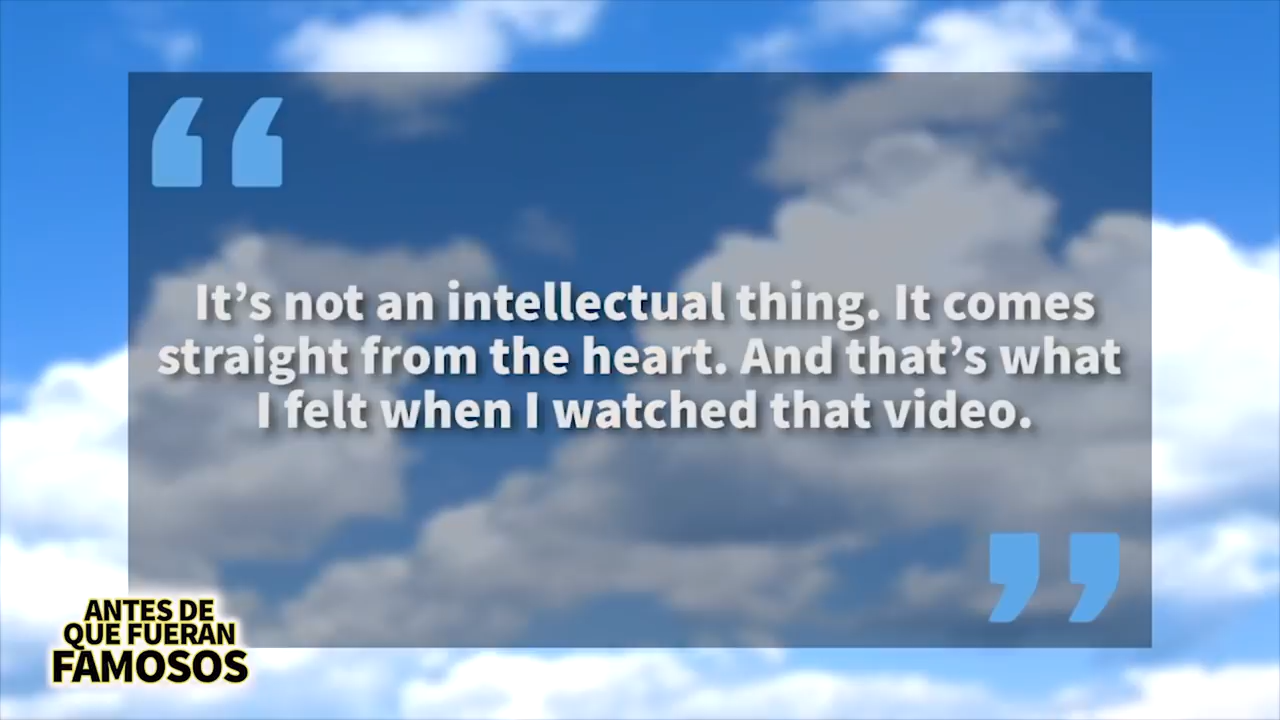 It’s not an intellectual thing. It comes
straight from the heart. And that’s what
I felt when I watched that video.
ANTES DE
QUE FUERAN
FAMOSOS